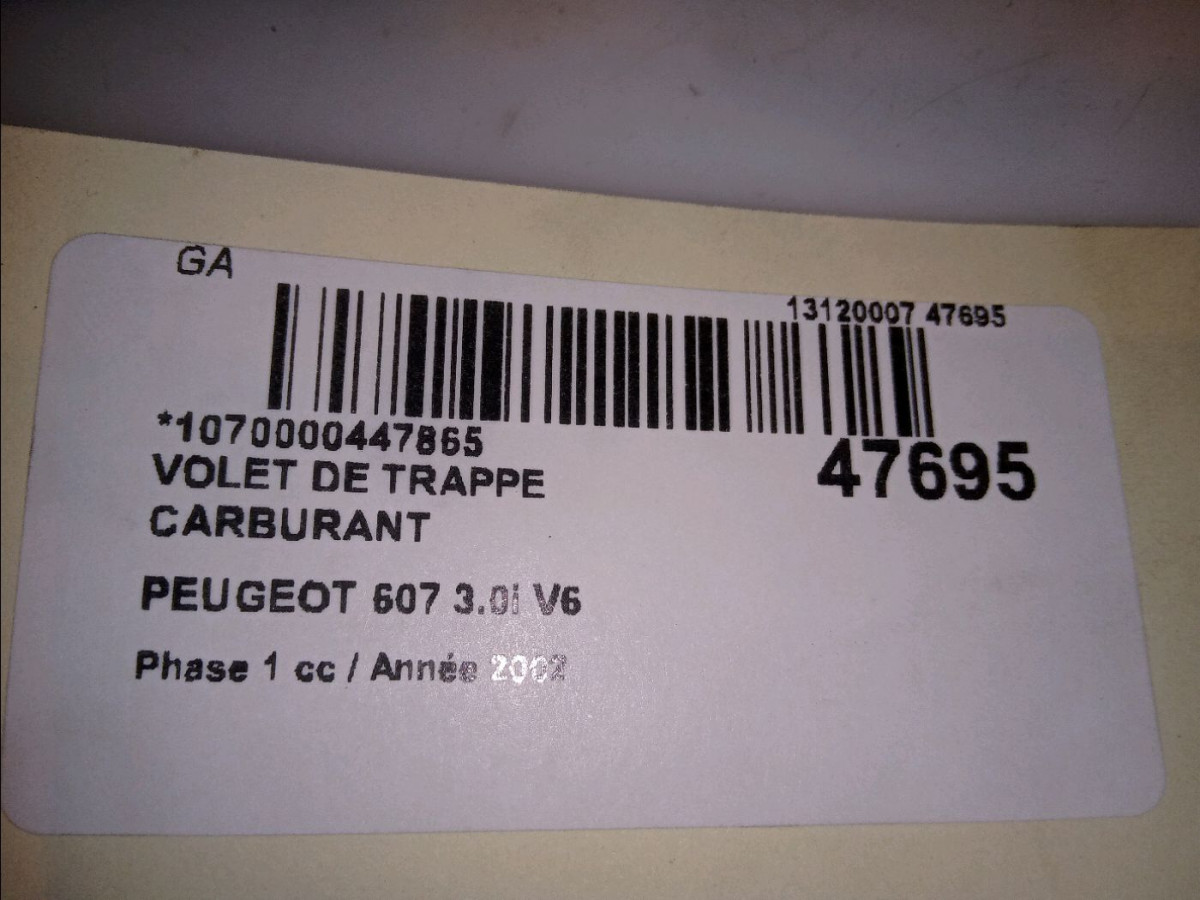 GA
13120007 47695
*1070000447865
47695
VOLET DE TRAPPE
CARBURANT
PEUGEOT 607 3.0i V6
Phase 1 cc / Année 2002